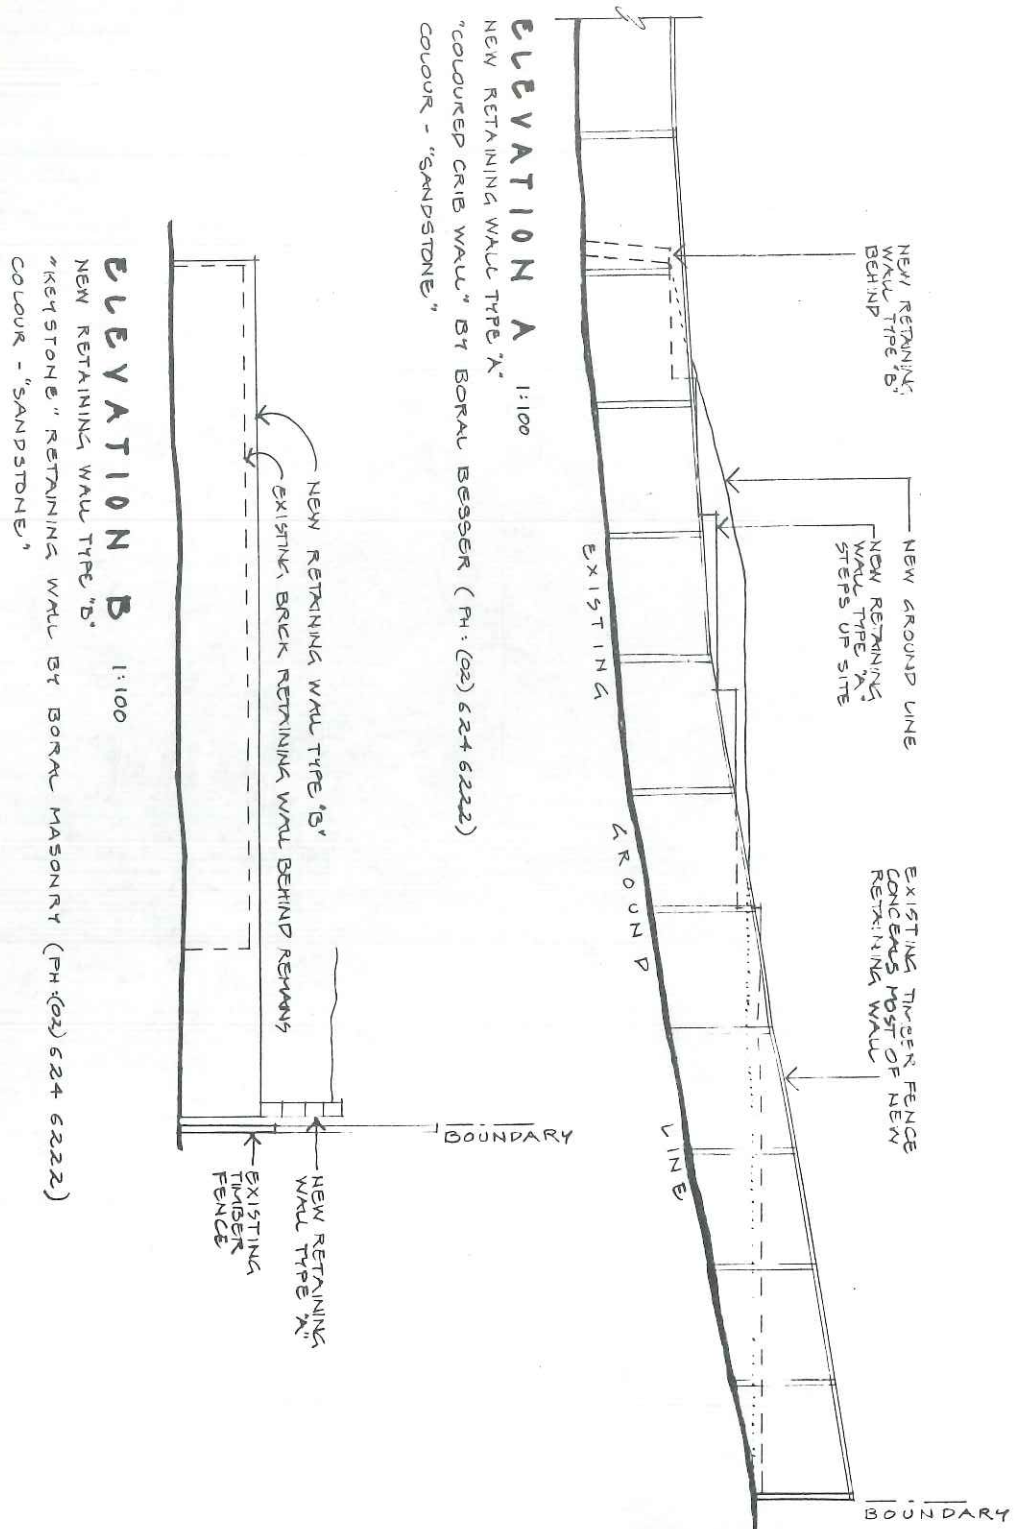 NEW RETAINING
WALL TYPE "B"
BEHIND
NEW GROUND LINE
NEW RETAINING
WALL TYPE "A"
STEPS UP SITE
EXISTING TIMBER FENCE
CONCEALS MOST OF NEW
RETAINING WALL
BOUNDARY
EXISTING GROUND LINE
ELEVATION A 1:100
NEW RETAINING WALL TYPE "A"
"COLOURED CRIB WALL" BY BORAL BESSER (PH: (02) 624 6222)
COLOUR - "SANDSTONE"
BOUNDARY
NEW RETAINING WALL TYPE "B"
EXISTING BRICK RETAINING WALL BEHIND REMAINS
NEW RETAINING
WALL TYPE "A"
EXISTING
TIMBER
FENCE
ELEVATION B 1:100
NEW RETAINING WALL TYPE "B"
"KEYSTONE" RETAINING WALL BY BORAL MASONRY (PH:(02) 624 6222)
COLOUR - "SANDSTONE"